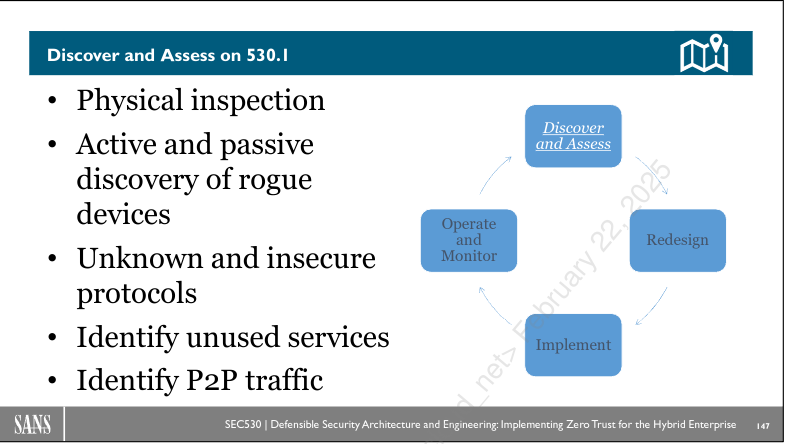 Discover and Assess on 530.1
• Physical inspection
• Active and passive
discovery of rogue
devices
• Unknown and insecure
protocols
• Identify unused services
• Identify P2P traffic
Discover
and Assess
Redesign
Implement
Operate
and
Monitor
d_net> February 22, 2025
SANS
SEC530 | Defensible Security Architecture and Engineering: Implementing Zero Trust for the Hybrid Enterprise
147